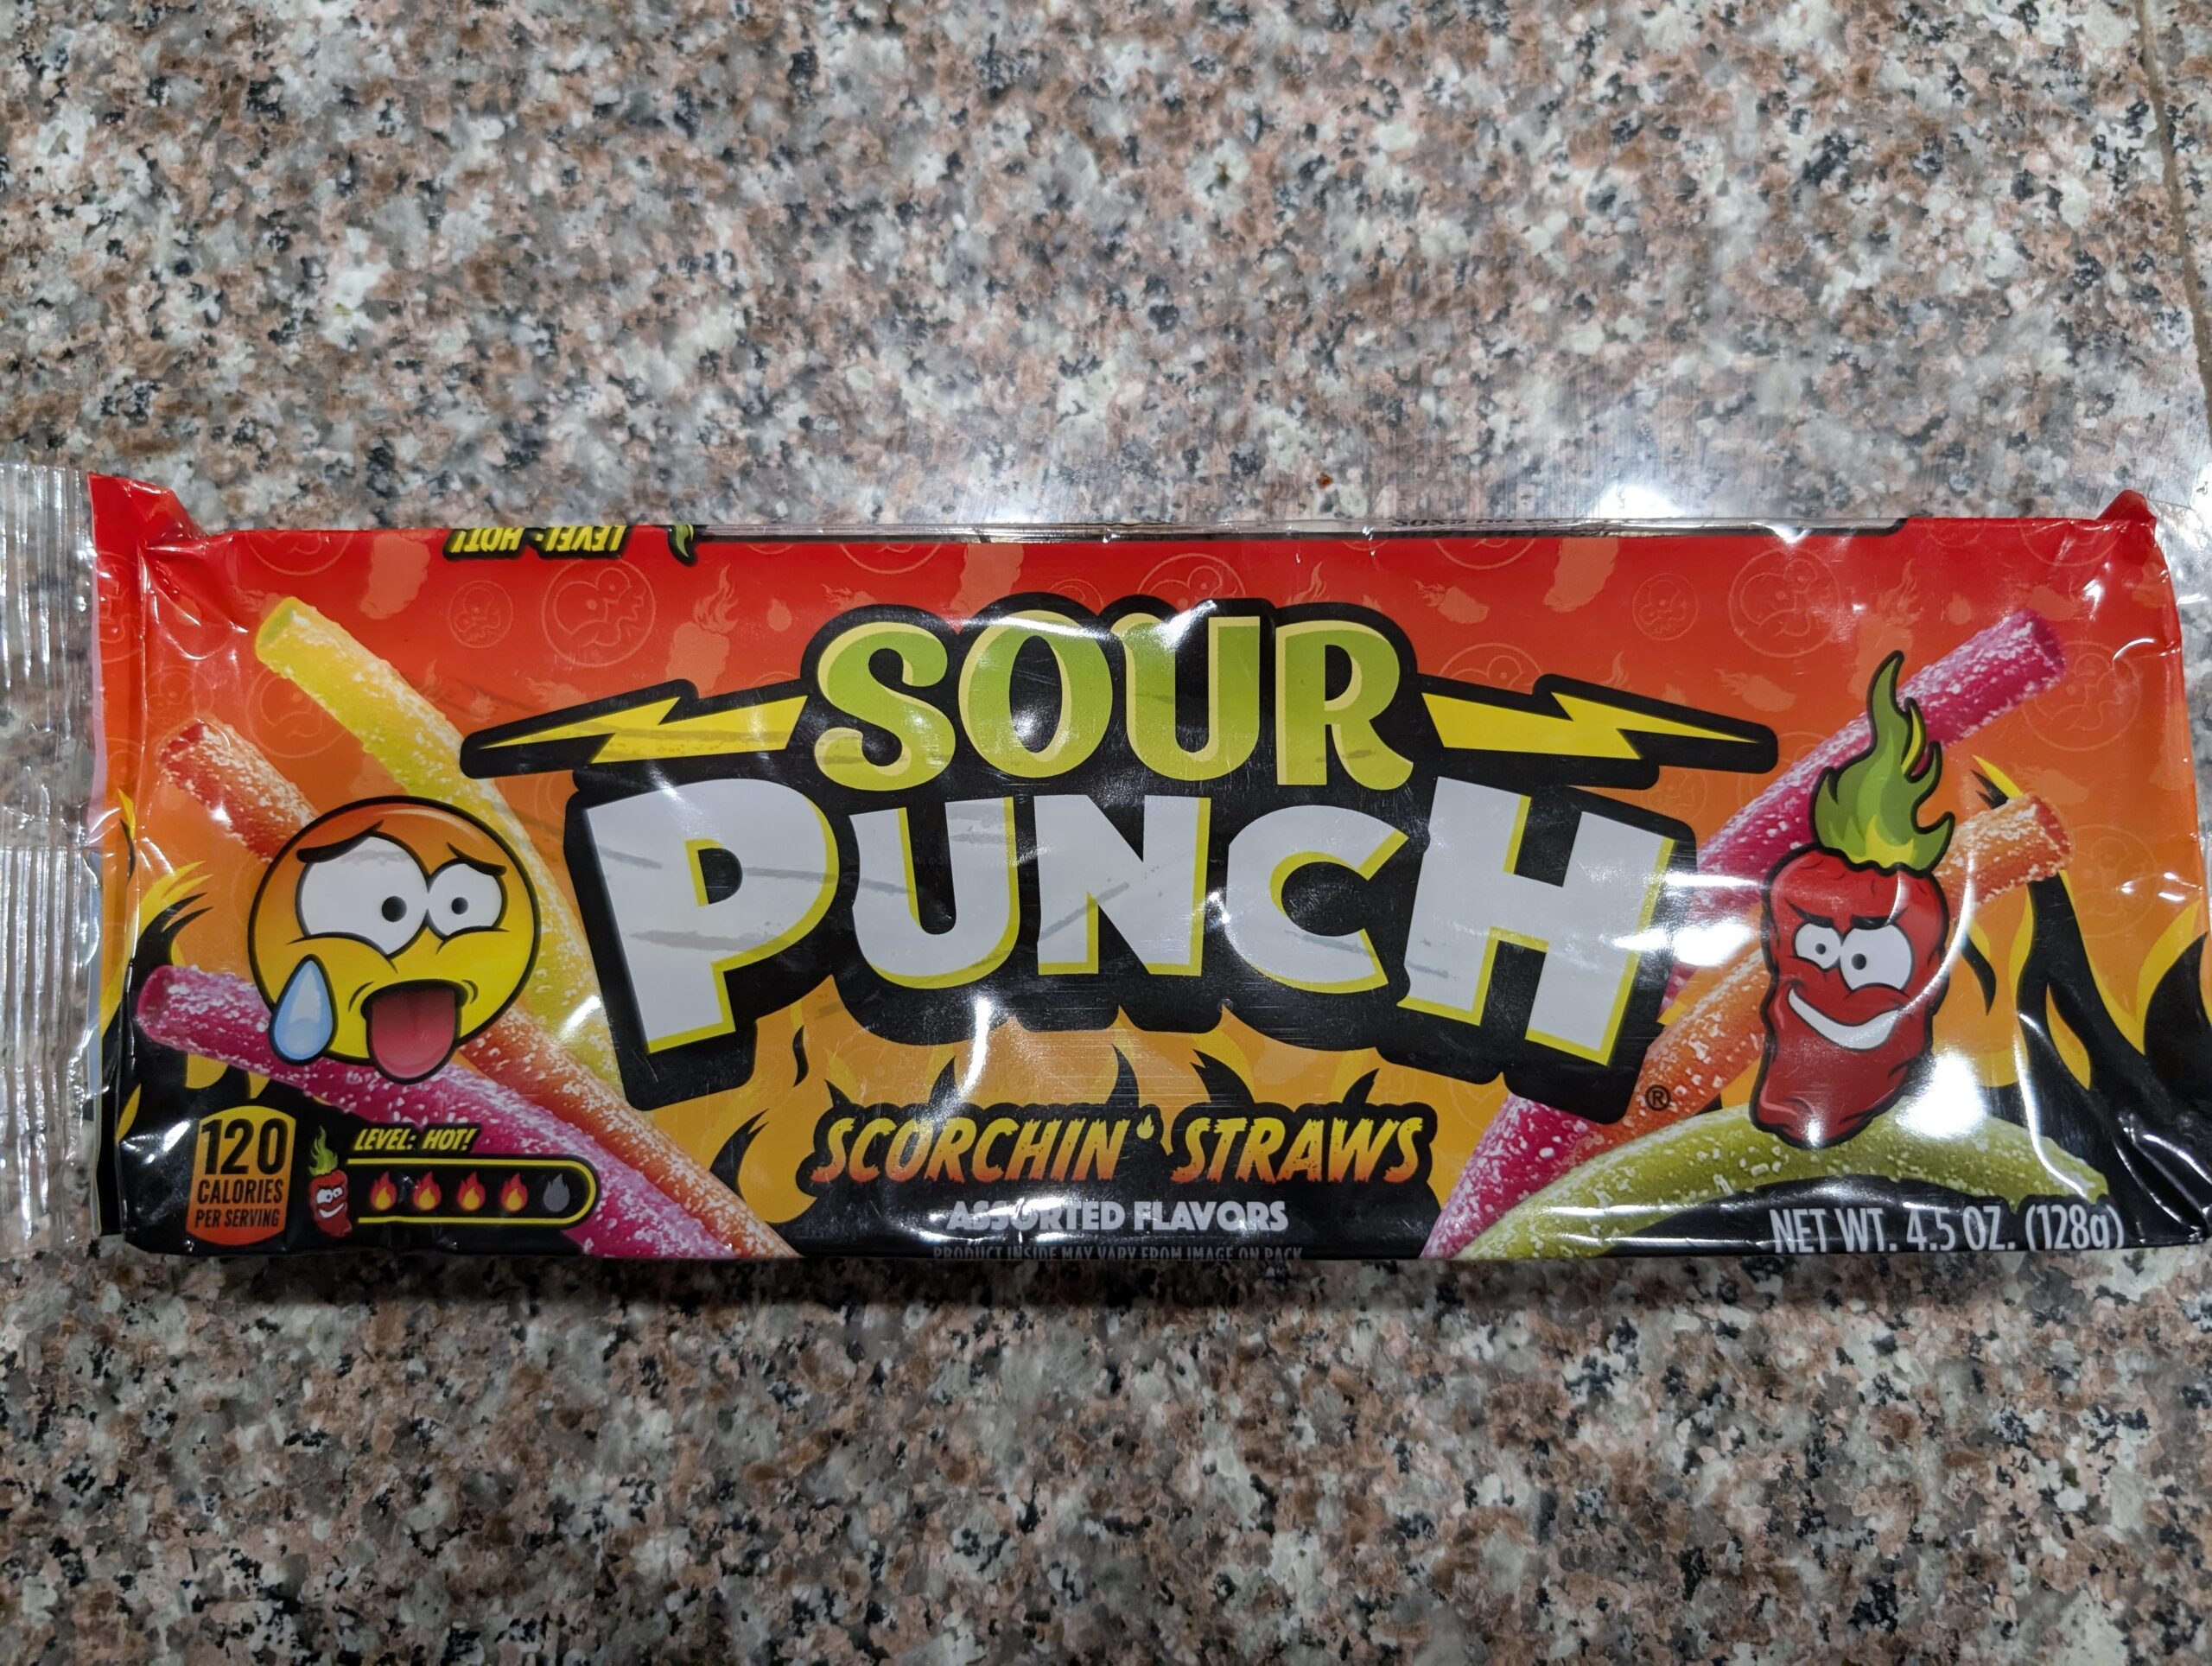 LEVEL: HOT!
SOUR
PUNCH®
SCORCHIN' STRAWS
ASSORTED FLAVORS
PRODUCT INSIDE MAY VARY FROM IMAGE ON PACK
120
CALORIES
PER SERVING
LEVEL: HOT!
NET WT. 4.5 OZ. (128g)